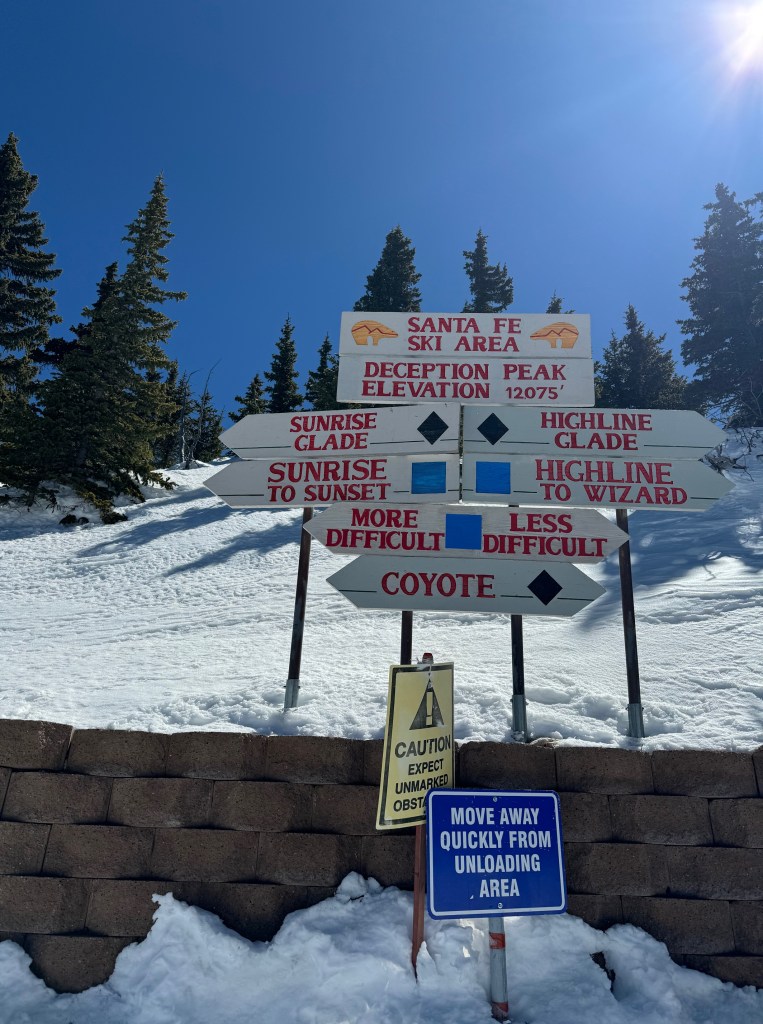 SANTA FE
SKI AREA
DECEPTION PEAK
ELEVATION 12075'
SUNRISE
GLADE
HIGHLINE
GLADE
SUNRISE
TO SUNSET
HIGHLINE
TO WIZARD
MORE
DIFFICULT
LESS
DIFFICULT
COYOTE
CAUTION
EXPECT
UNMARKED
MOVE AWAY
QUICKLY FROM
UNLOADING
AREA